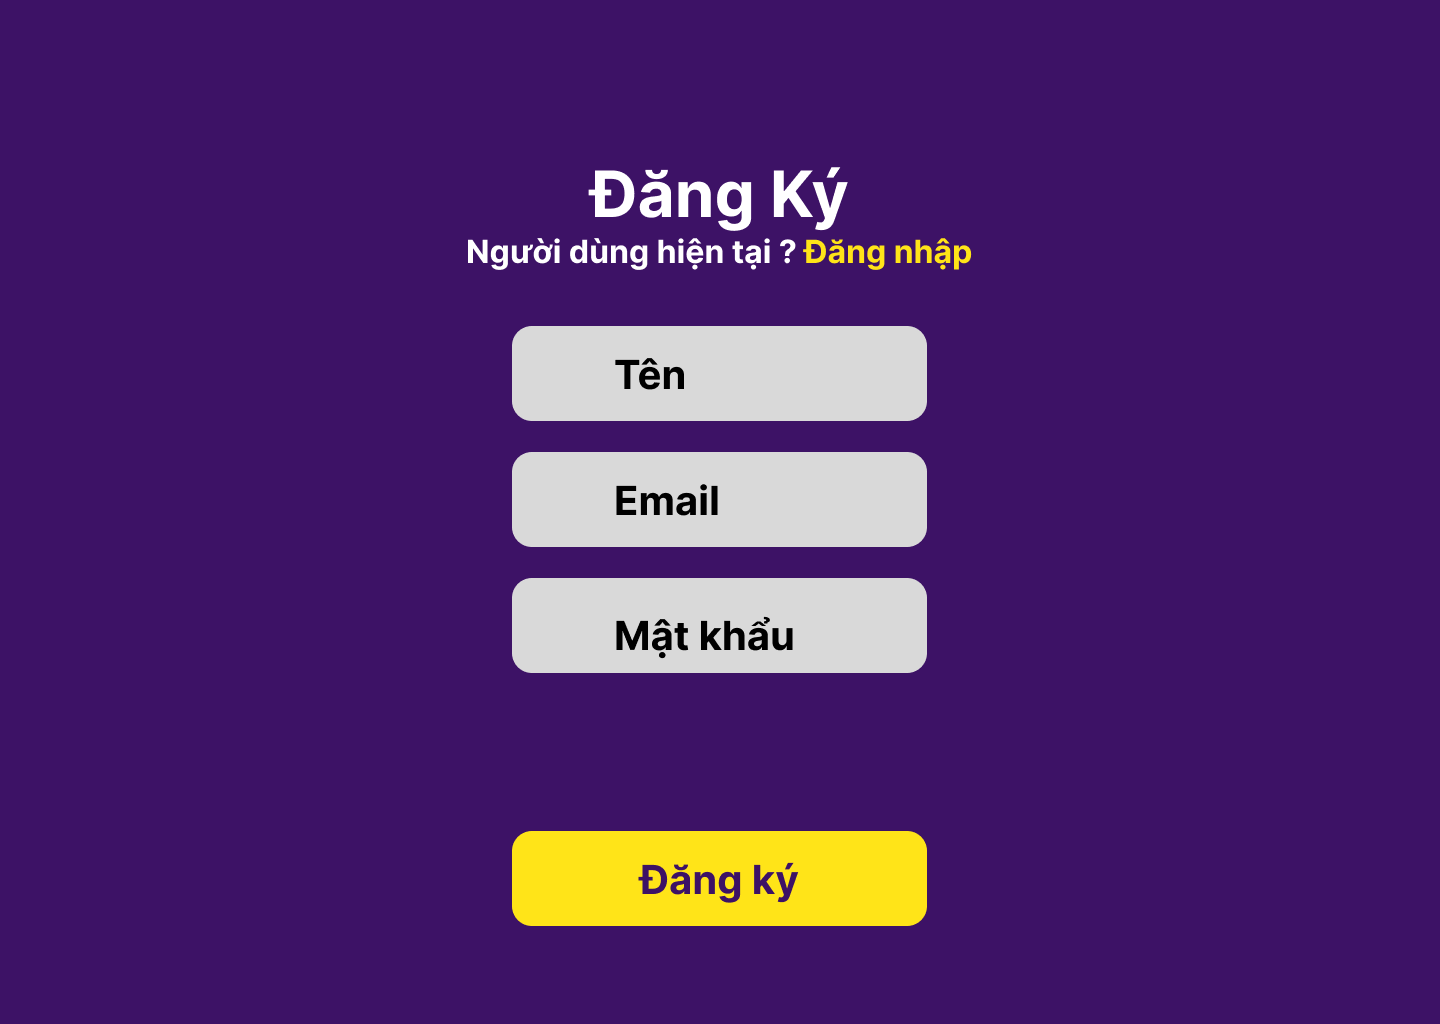 Đăng Ký
Người dùng hiện tại ? Đăng nhập
Tên
Email
Mật khẩu
Đăng ký